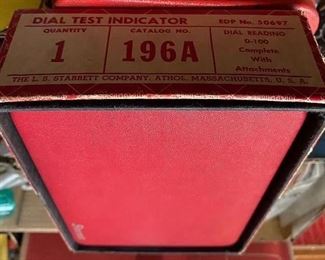 DIAL TEST INDICATOR EDP No. 50697
QUANTITY CATALOG NO. DIAL READING
1 196A 0-100
Complete
With
Attachments
THE L. S. STARRETT COMPANY, ATHOL, MASSACHUSETTS, U. S. A.